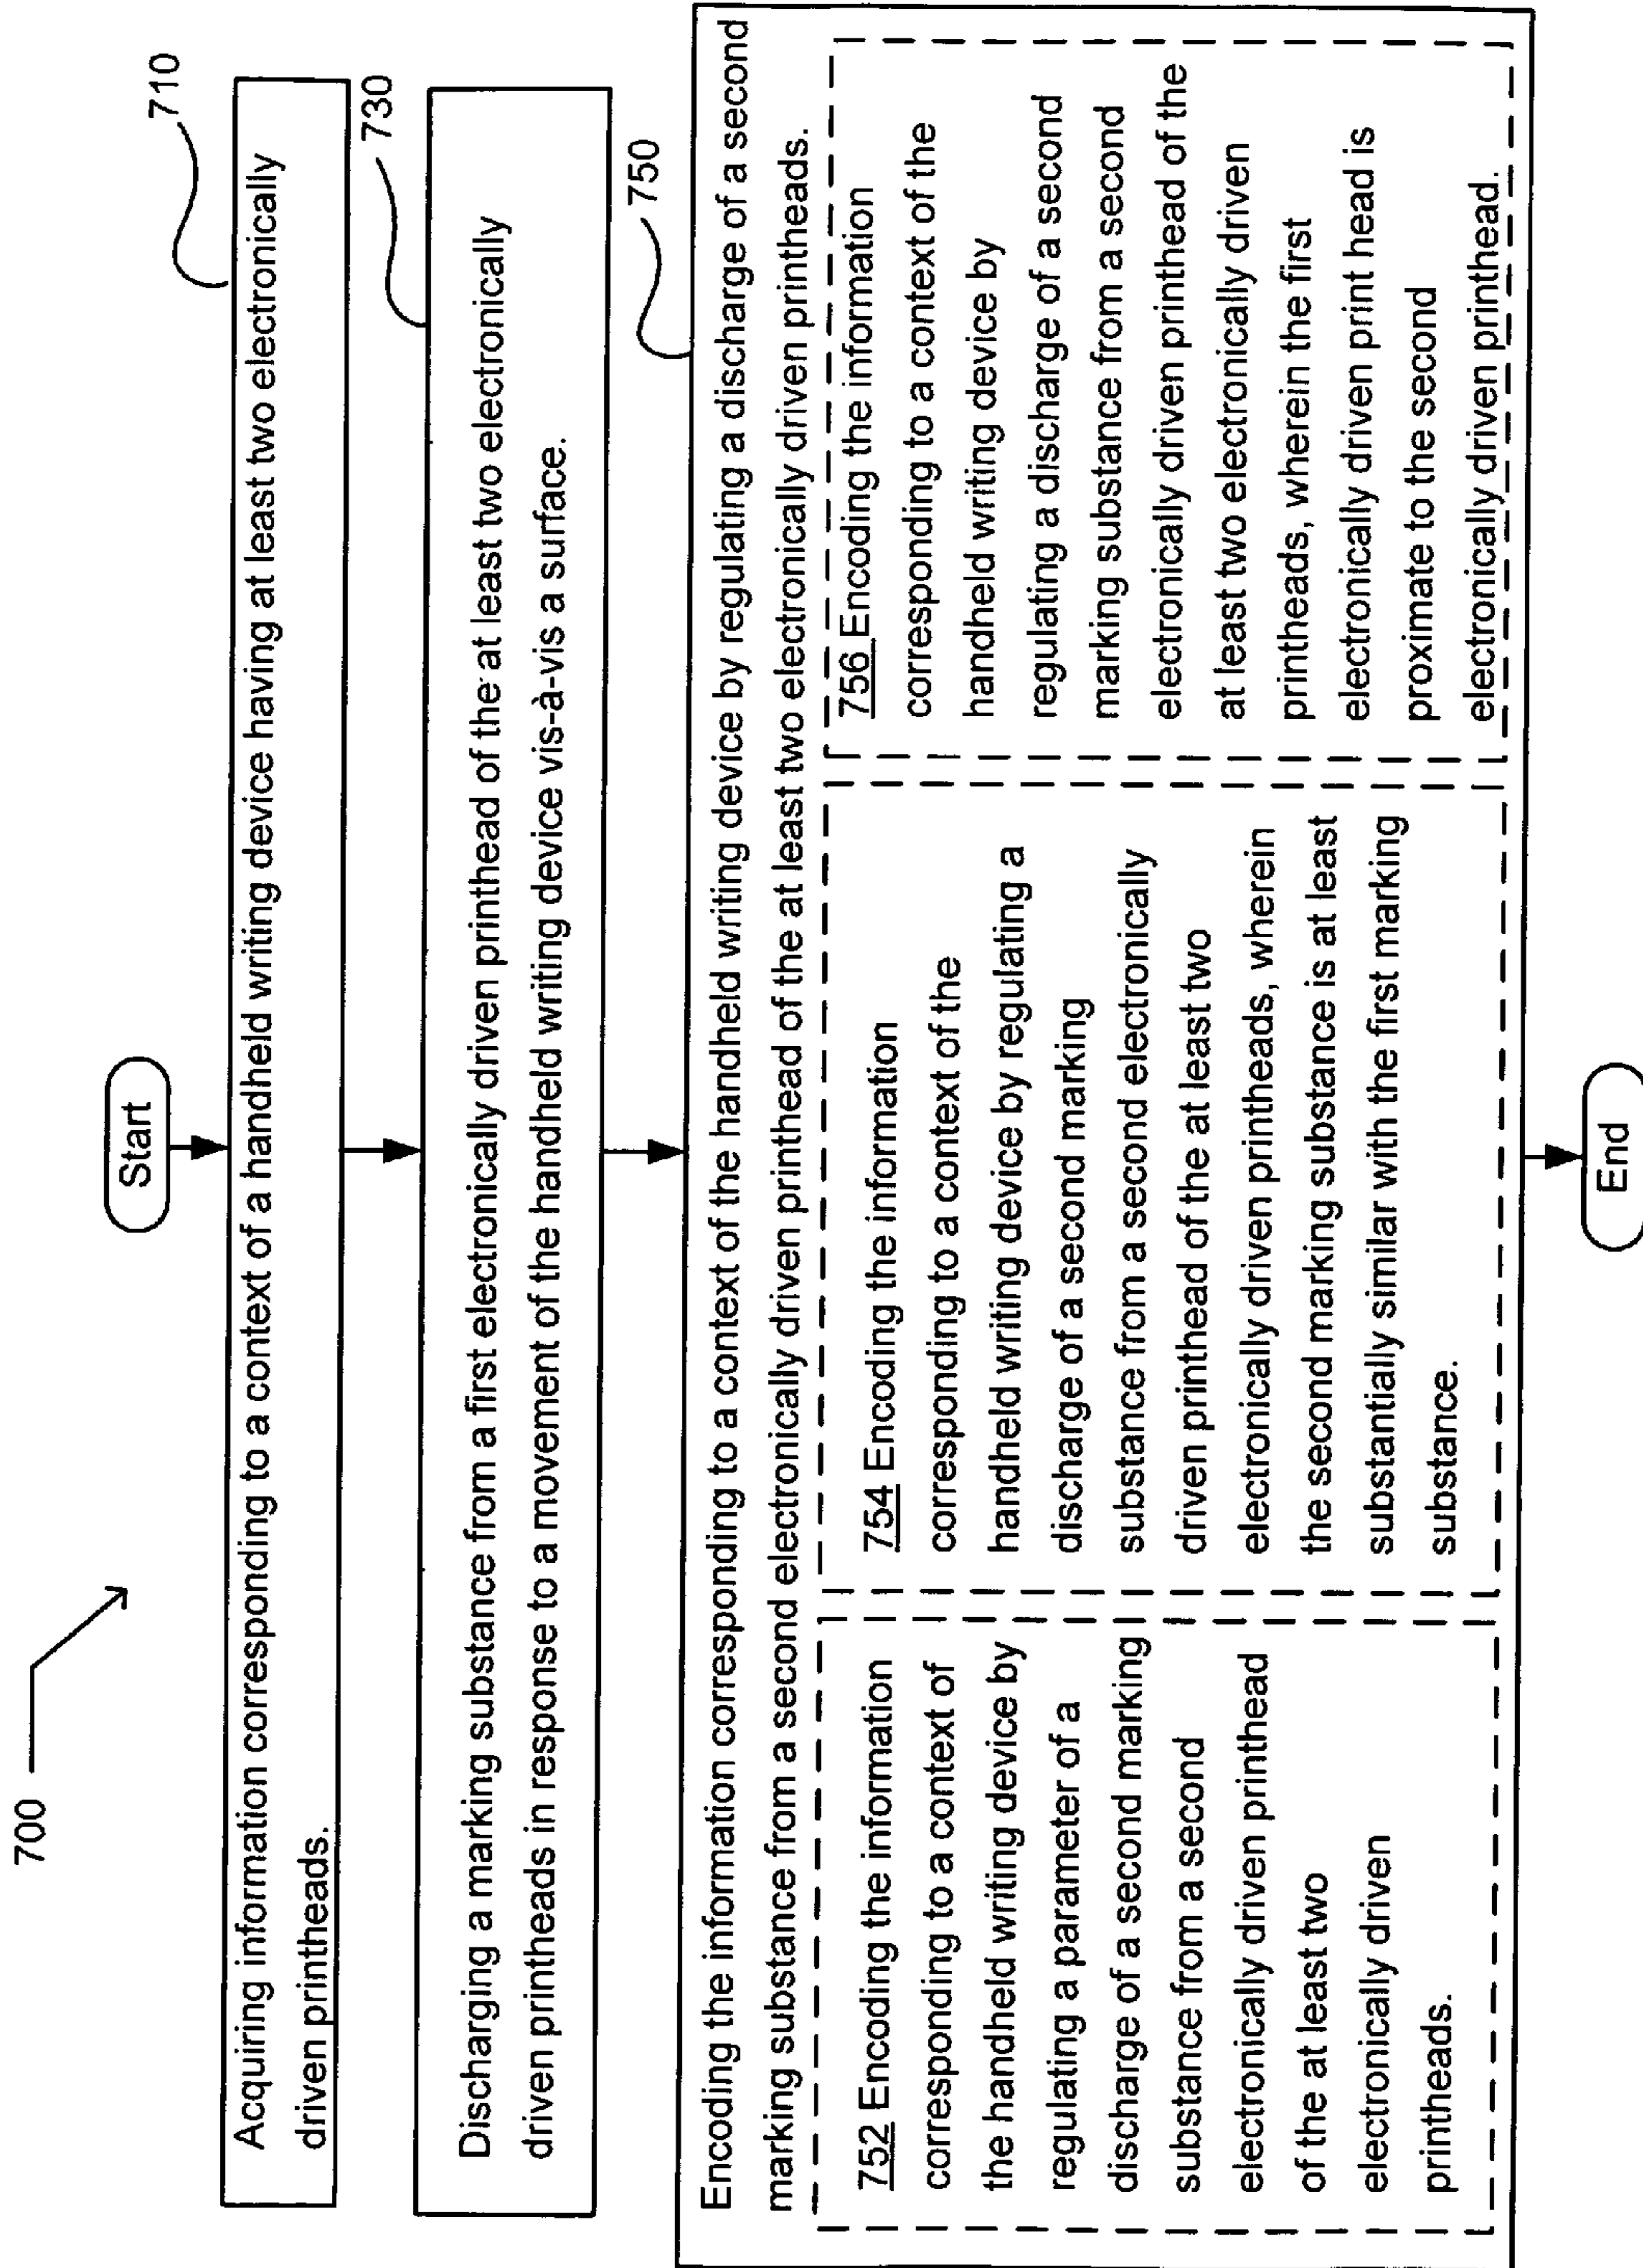 700
Start
710
Acquiring information corresponding to a context of a handheld writing device having at least two electronically
driven printheads.
730
Discharging a marking substance from a first electronically driven printhead of the at least two electronically
driven printheads in response to a movement of the handheld writing device vis-à-vis a surface.
750
Encoding the information corresponding to a context of the handheld writing device by regulating a discharge of a second
marking substance from a second electronically driven printhead of the at least two electronically driven printheads.
752 Encoding the information
corresponding to a context of
the handheld writing device by
regulating a parameter of a
discharge of a second marking
substance from a second
electronically driven printhead
of the at least two
electronically driven
printheads.
754 Encoding the information
corresponding to a context of the
handheld writing device by regulating a
discharge of a second marking
substance from a second electronically
driven printhead of the at least two
electronically driven printheads, wherein
the second marking substance is at least
substantially similar with the first marking
substance.
756 Encoding the information
corresponding to a context of the
handheld writing device by
regulating a discharge of a second
marking substance from a second
electronically driven printhead of the
at least two electronically driven
printheads, wherein the first
electronically driven print head is
proximate to the second
electronically driven printhead.
End